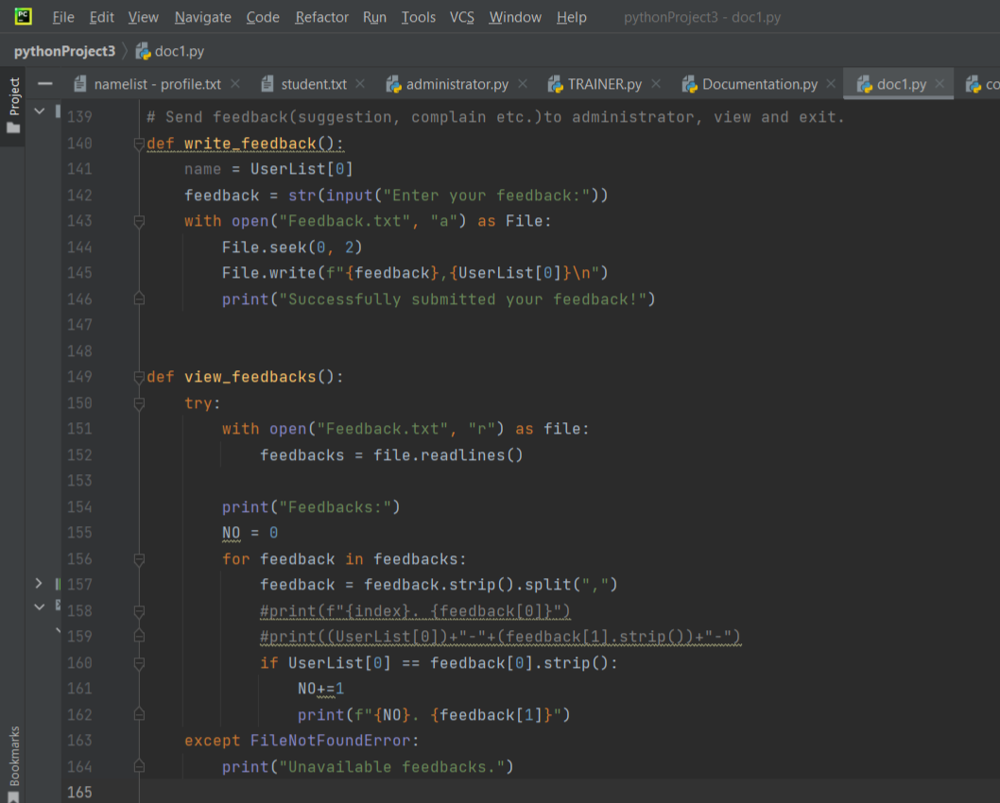 PC
File Edit View Navigate Code Refactor Run Tools VCS Window Help pythonProject3 - doc1.py
pythonProject3 doc1.py
Project
namelist - profile.txt student.txt administrator.py TRAINER.py Documentation.py doc1.py co
139 # Send feedback(suggestion, complain etc.)to administrator, view and exit.
140 def write_feedback():
141     name = UserList[0]
142     feedback = str(input("Enter your feedback:"))
143     with open("Feedback.txt", "a") as File:
144         File.seek(0, 2)
145         File.write(f"{feedback},{UserList[0]}\n")
146         print("Successfully submitted your feedback!")
147
148
149 def view_feedbacks():
150     try:
151         with open("Feedback.txt", "r") as file:
152             feedbacks = file.readlines()
153
154         print("Feedbacks:")
155         NO = 0
156         for feedback in feedbacks:
157             feedback = feedback.strip().split(",")
158             #print(f"{index}. {feedback[0]}")
159             #print((UserList[0])+"-"+(feedback[1].strip())+"-")
160             if UserList[0] == feedback[0].strip():
161                 NO+=1
162                 print(f"{NO}. {feedback[1]}")
163     except FileNotFoundError:
164         print("Unavailable feedbacks.")
165
Bookmarks